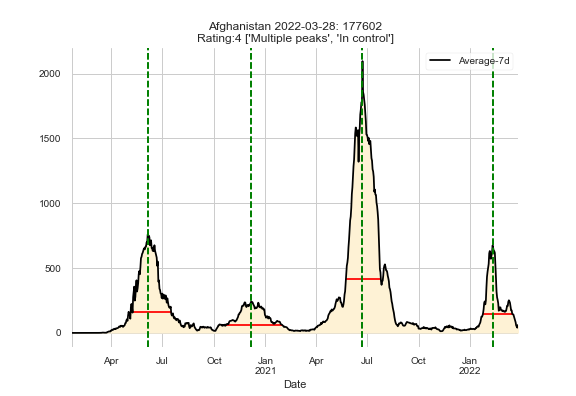 Afghanistan 2022-03-28: 177602
Rating:4 ['Multiple peaks', 'In control']
Average-7d
2000
1500
1000
500
0
Apr Jul Oct Jan Apr Jul Oct Jan
2021 2022
Date